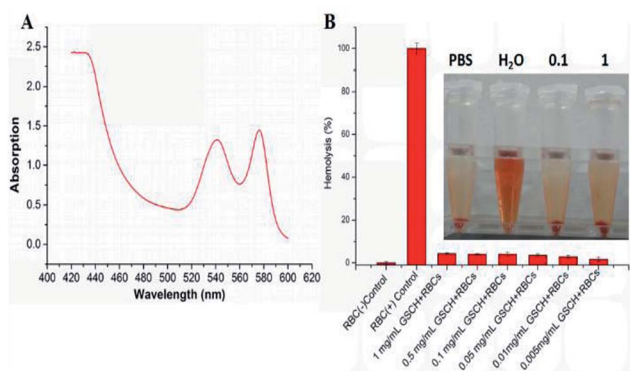 A
Absorption
2.5
2.0
1.5
1.0
0.5
0.0
400 420 440 460 480 500 520 540 560 580 600 620
Wavelength (nm)
B
Hemolysis (%)
100
80
60
40
20
0
PBS H₂O 0.1 1
RBC(-)Control
RBC(+) Control
1 mg/mL GSCH+RBCs
0.5 mg/mL GSCH+RBCs
0.1 mg/mL GSCH+RBCs
0.05 mg/mL GSCH+RBCs
0.01mg/mL GSCH+RBCs
0.005mg/mL GSCH+RBCs